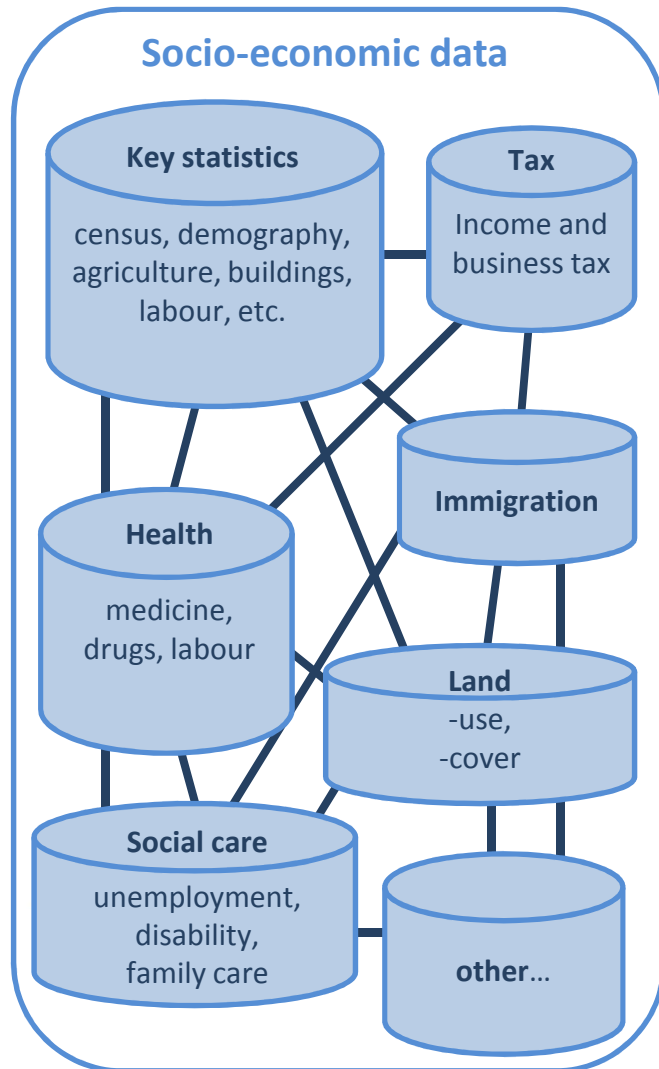 Socio-economic data
Key statistics
census, demography,
agriculture, buildings,
labour, etc.
Tax
Income and
business tax
Immigration
Health
medicine,
drugs, labour
Land
-use,
-cover
Social care
unemployment,
disability,
family care
other...